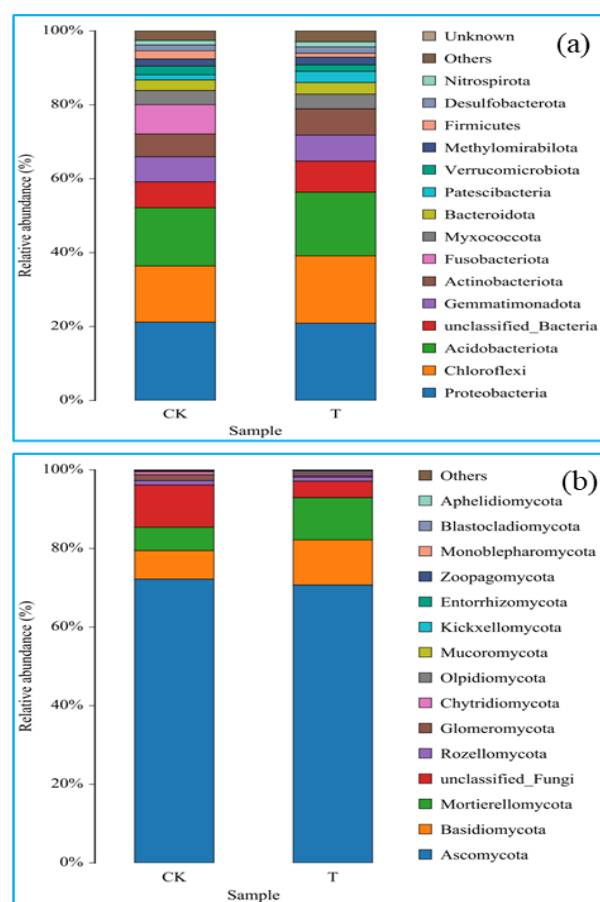 (a)
100%
80%
60%
40%
20%
0%
Relative abundance (%)
CK
T
Sample
Unknown
Others
Nitrospirota
Desulfobacterota
Firmicutes
Methylomirabilota
Verrucomicrobiota
Patescibacteria
Bacteroidota
Myxococcota
Fusobacteriota
Actinobacteriota
Gemmatimonadota
unclassified_Bacteria
Acidobacteriota
Chloroflexi
Proteobacteria
(b)
100%
80%
60%
40%
20%
0%
Relative abundance (%)
CK
T
Sample
Others
Aphelidiomycota
Blastocladiomycota
Monoblepharomycota
Zoopagomycota
Entorrhizomycota
Kickxellomycota
Mucoromycota
Olpidiomycota
Chytridiomycota
Glomeromycota
Rozellomycota
unclassified_Fungi
Mortierellomycota
Basidiomycota
Ascomycota